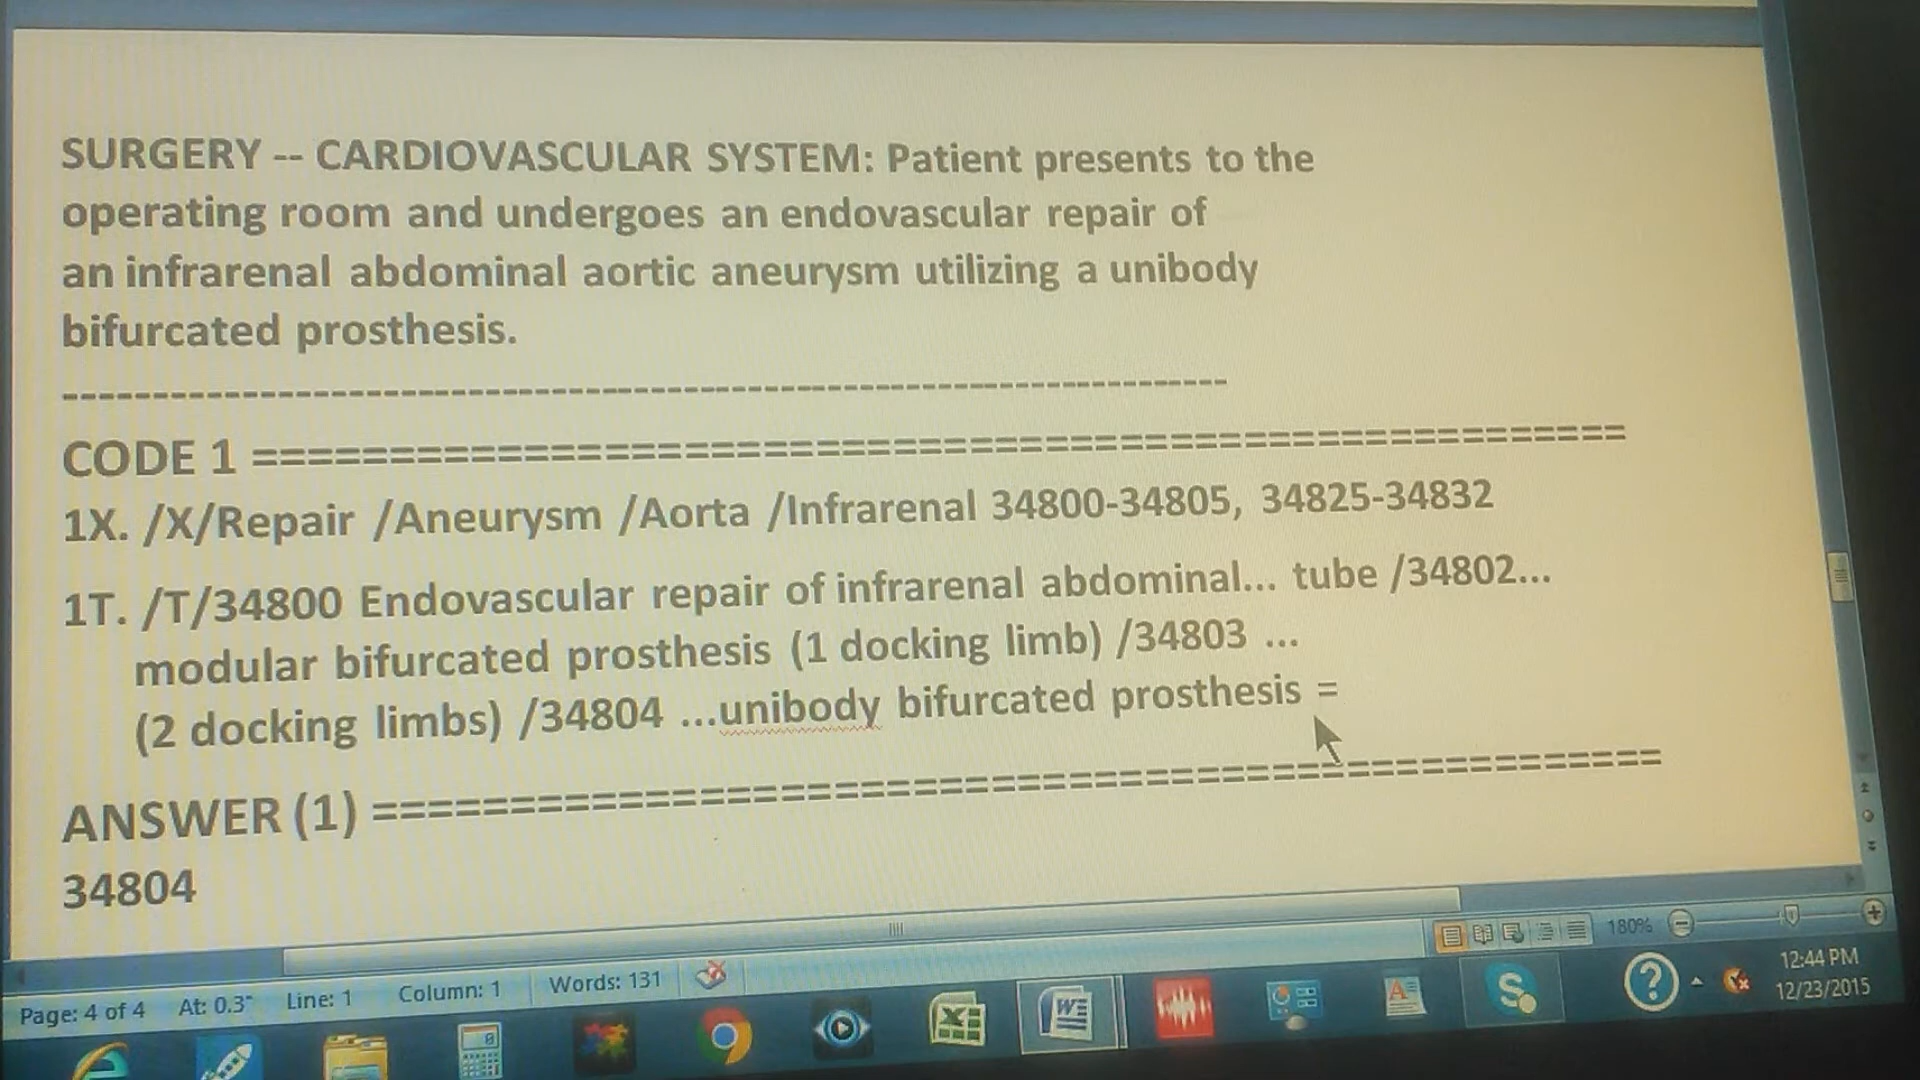 SURGERY -- CARDIOVASCULAR SYSTEM: Patient presents to the
operating room and undergoes an endovascular repair of
an infrarenal abdominal aortic aneurysm utilizing a unibody
bifurcated prosthesis.
-----------------------------------------------------------------------------
CODE 1 ==================================================
1X. /X/Repair /Aneurysm /Aorta /Infrarenal 34800-34805, 34825-34832
1T. /T/34800 Endovascular repair of infrarenal abdominal... tube /34802...
modular bifurcated prosthesis (1 docking limb) /34803 ...
(2 docking limbs) /34804 ...unibody bifurcated prosthesis =
ANSWER (1) ===============================================
34804
180%
Page: 4 of 4 At: 0.3" Line: 1 Column: 1 Words: 131
12:44 PM
12/23/2015